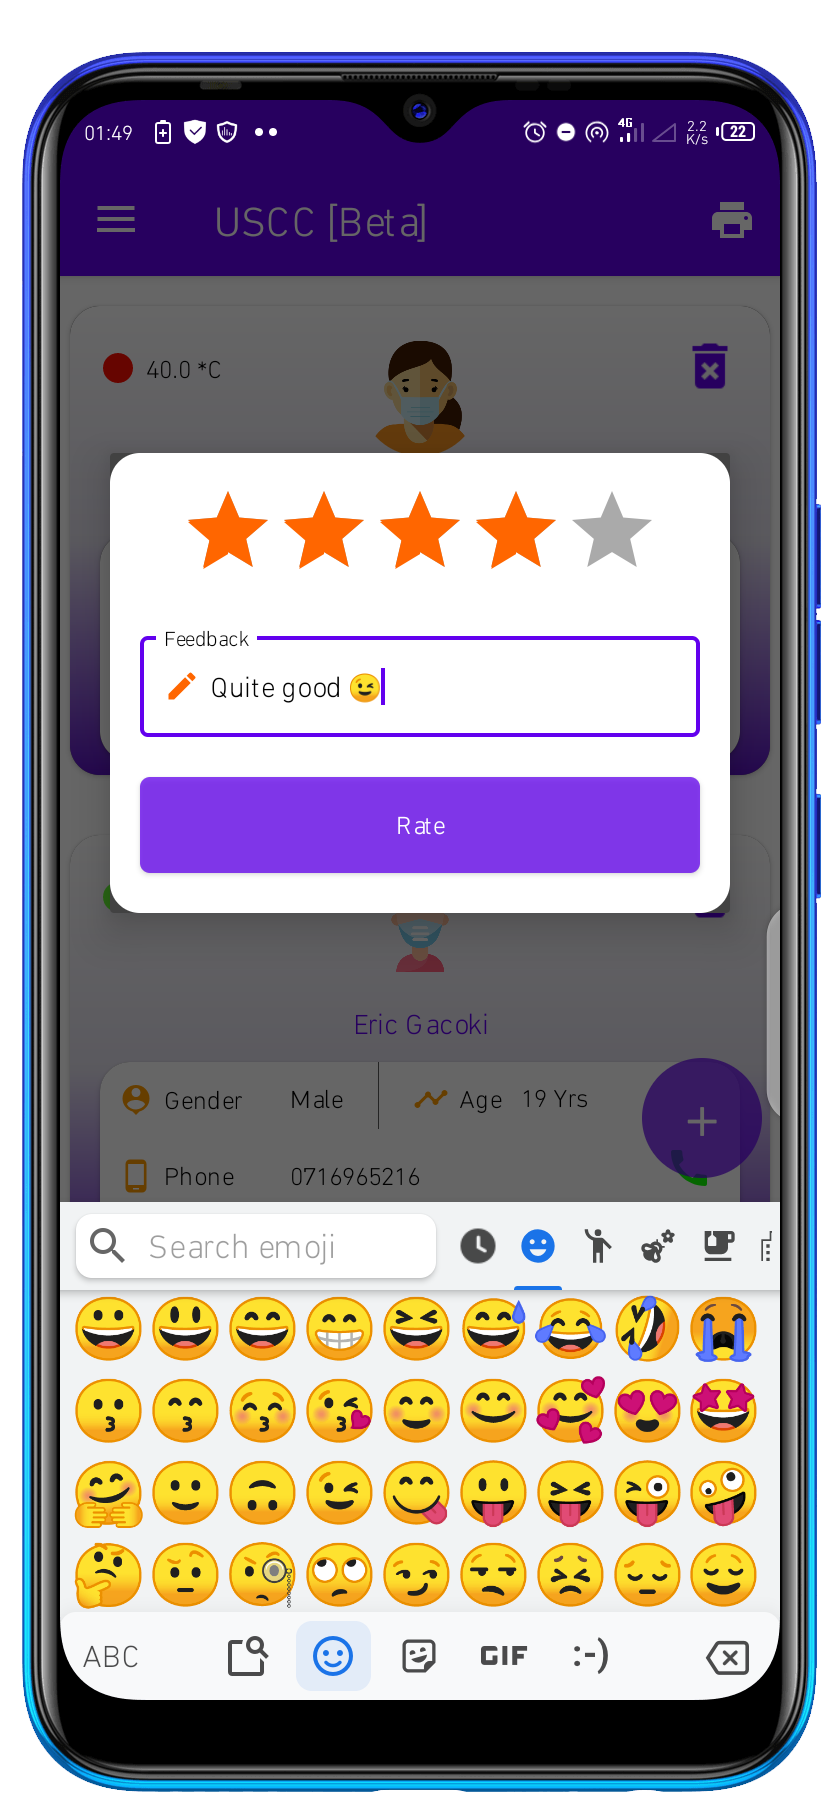 01:49 4G 2.2 K/s 22
USCC [Beta]
40.0 *C
Feedback
Quite good 😉
Rate
Eric Gacoki
Gender Male Age 19 Yrs
Phone 0716965216
Search emoji
ABC GIF :-)